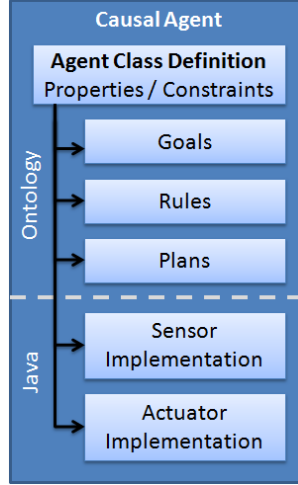 Causal Agent
Agent Class Definition
Properties / Constraints
Ontology
Goals
Rules
Plans
Java
Sensor
Implementation
Actuator
Implementation